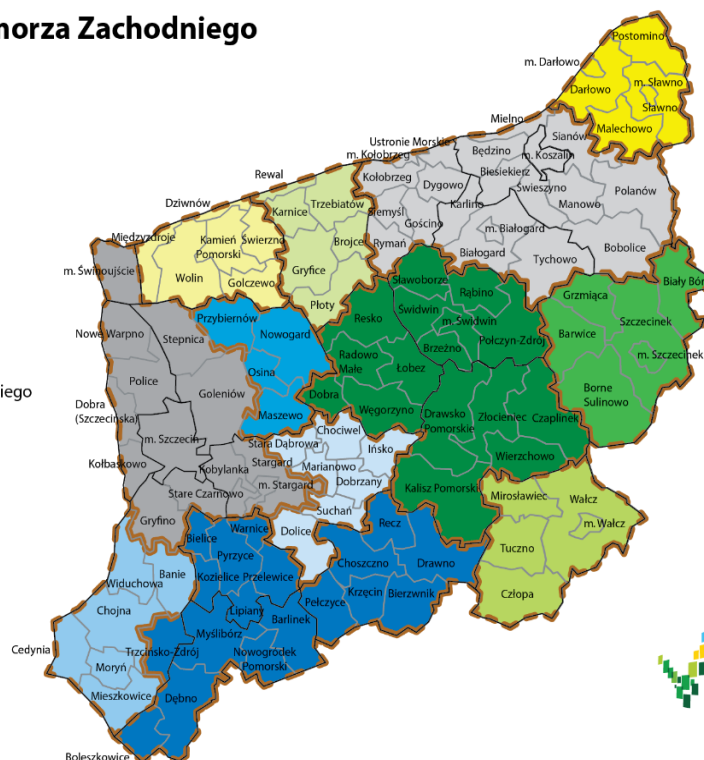 morza Zachodniego
Postomino
m. Darłowo
m. Sławno
Darłowo
Sławno
Mielno
Malechowo
Sianów
Ustronie Morskie
Będzino
m. Koszalin
m. Kołobrzeg
Biesiekierz
Rewal
Kołobrzeg
Dygowo
Świeszyno
Polanów
Manowo
Karlino
Dziwnów
Karnice
Trzebiatów
Siemyśl
Gościno
m. Białogard
Międzyzdroje
Kamień
Pomorski
Świerzno
Brojce
Rymań
Białogard
Tychowo
Bobolice
m. Świnoujście
Wolin
Golczewo
Gryfice
Sławoborze
Rąbino
Grzmiąca
Biały Bór
Płoty
Resko
Świdwin
m. Świdwin
Szczecinek
Przybiernów
Nowogard
Nowe Warpno
Stepnica
Barwice
Brzeżno
Połczyn-Zdrój
m. Szczecinek
Radowo
Małe
Łobez
Osina
Police
Goleniów
Dobra
Borne
Sulinowo
iego
Dobra
(Szczecińska)
Maszewo
Węgorzyno
Drawsko
Pomorskie
Złocieniec
Czaplinek
Chociwel
m. Szczecin
Stara Dąbrowa
Ińsko
Wierzchowo
Kołbaskowo
Kobylanka
Stargard
Marianowo
m. Stargard
Dobrzany
Kalisz Pomorski
Mirosławiec
Wałcz
Stare Czarnowo
Suchań
m. Wałcz
Gryfino
Warnice
Dolice
Recz
Bielice
Tuczno
Pyrzyce
Choszczno
Drawno
Banie
Kozielice
Przelewice
Widuchowa
Krzęcin
Bierzwnik
Człopa
Pełczyce
Chojna
Lipiany
Barlinek
Myślibórz
Cedynia
Trzcińsko-Zdrój
Nowogródek
Pomorski
Moryń
Mieszkowice
Dębno
Boleszkowice